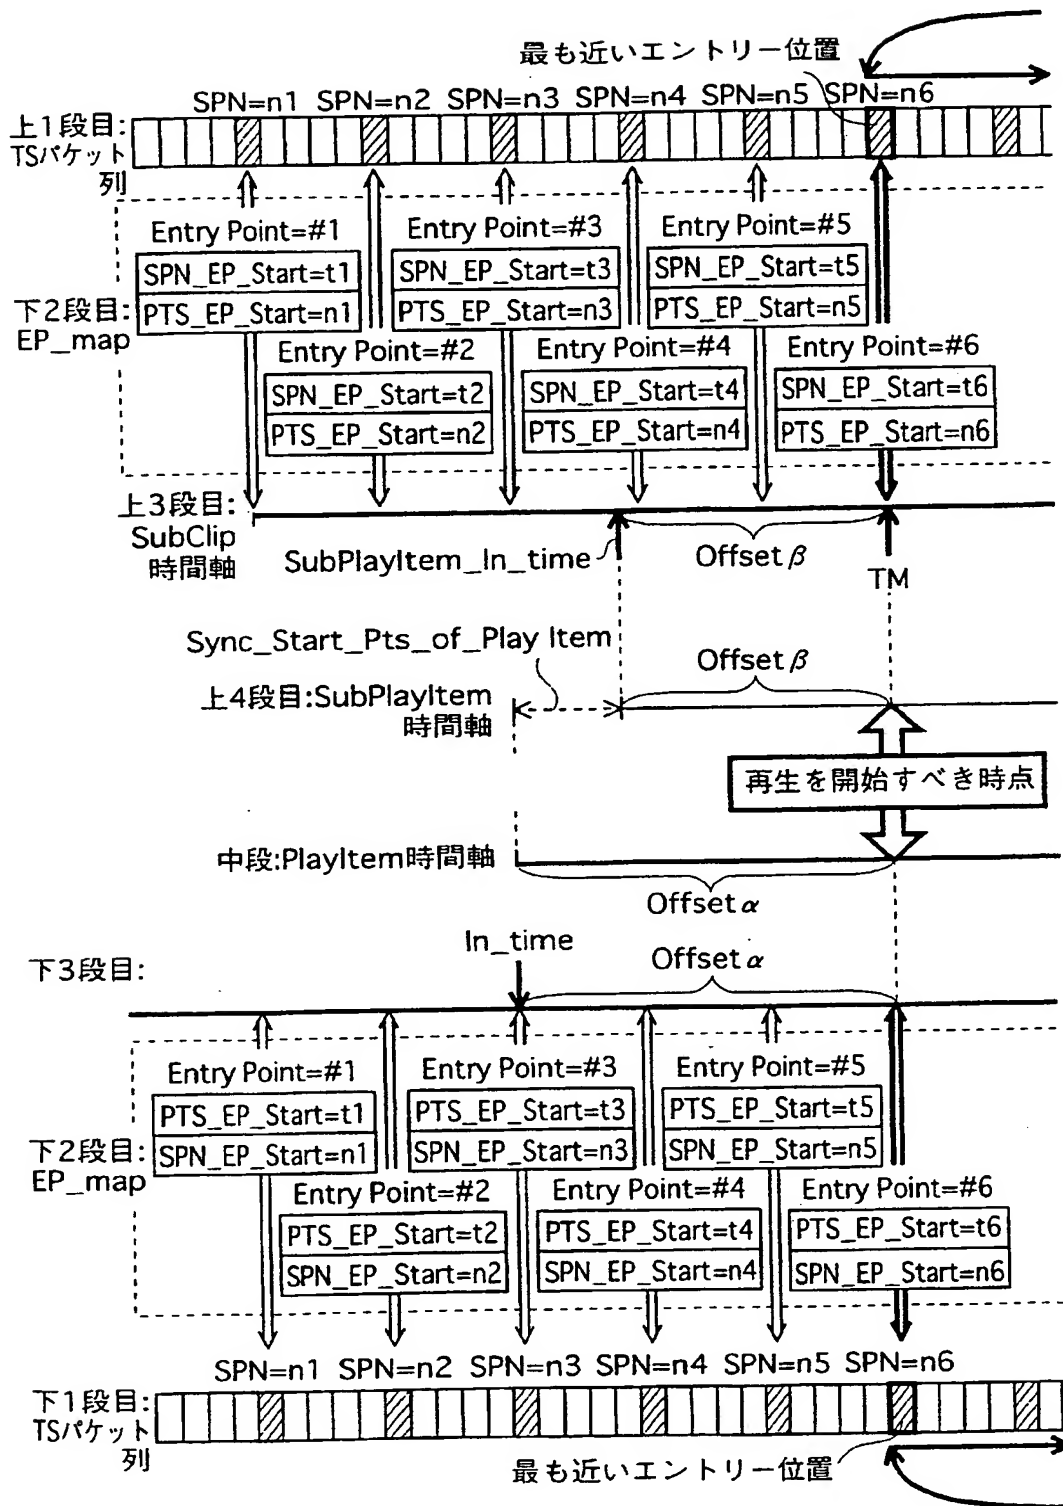 最も近いエントリー位置
SPN=n1 SPN=n2 SPN=n3 SPN=n4 SPN=n5 SPN=n6
上1段目:
TSパケット
列
Entry Point=#1
SPN_EP_Start=t1
PTS_EP_Start=n1
Entry Point=#3
SPN_EP_Start=t3
PTS_EP_Start=n3
Entry Point=#5
SPN_EP_Start=t5
PTS_EP_Start=n5
下2段目:
EP_map
Entry Point=#2
SPN_EP_Start=t2
PTS_EP_Start=n2
Entry Point=#4
SPN_EP_Start=t4
PTS_EP_Start=n4
Entry Point=#6
SPN_EP_Start=t6
PTS_EP_Start=n6
上3段目:
SubClip
時間軸
SubPlayItem_In_time
Offset β
TM
Sync_Start_Pts_of_Play Item
Offset β
上4段目:SubPlayItem
時間軸
再生を開始すべき時点
中段:PlayItem時間軸
Offset α
In_time
Offset α
下3段目:
Entry Point=#1
PTS_EP_Start=t1
SPN_EP_Start=n1
Entry Point=#3
PTS_EP_Start=t3
SPN_EP_Start=n3
Entry Point=#5
PTS_EP_Start=t5
SPN_EP_Start=n5
下2段目:
EP_map
Entry Point=#2
PTS_EP_Start=t2
SPN_EP_Start=n2
Entry Point=#4
PTS_EP_Start=t4
SPN_EP_Start=n4
Entry Point=#6
PTS_EP_Start=t6
SPN_EP_Start=n6
SPN=n1 SPN=n2 SPN=n3 SPN=n4 SPN=n5 SPN=n6
下1段目:
TSパケット
列
最も近いエントリー位置